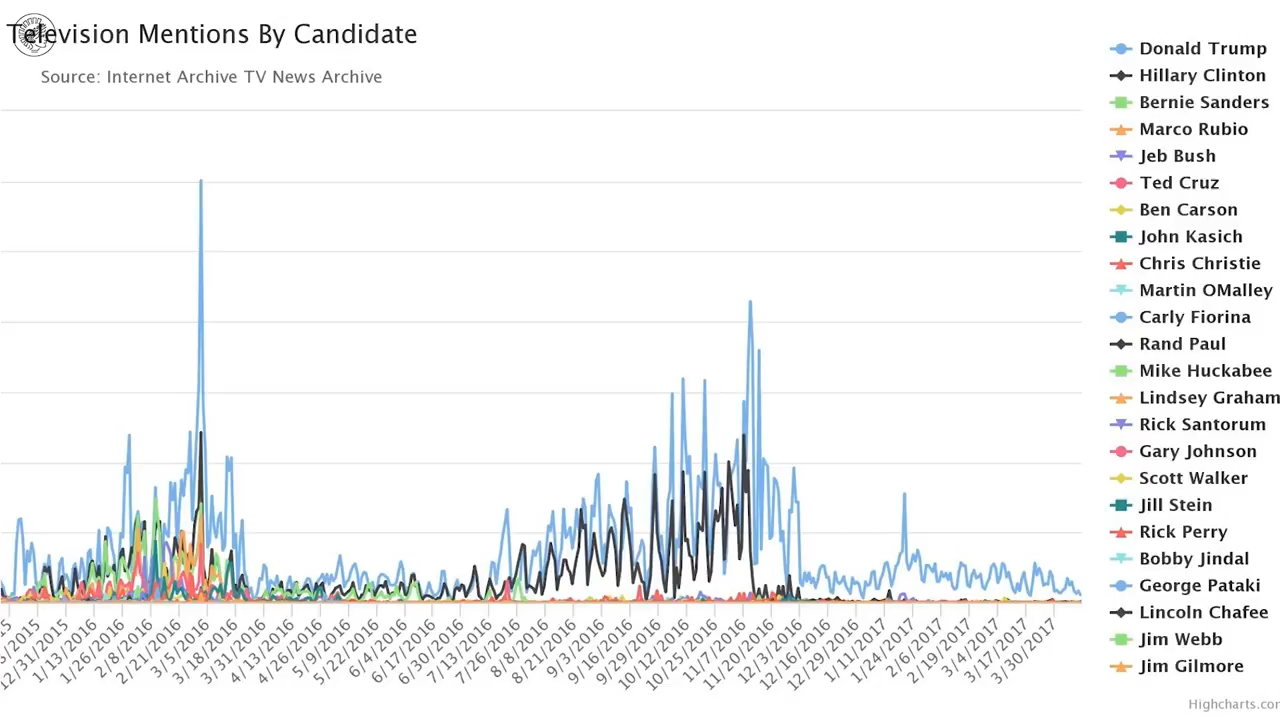 Television Mentions By Candidate
Source: Internet Archive TV News Archive
Donald Trump
Hillary Clinton
Bernie Sanders
Marco Rubio
Jeb Bush
Ted Cruz
Ben Carson
John Kasich
Chris Christie
Martin OMalley
Carly Fiorina
Rand Paul
Mike Huckabee
Lindsey Graham
Rick Santorum
Gary Johnson
Scott Walker
Jill Stein
Rick Perry
Bobby Jindal
George Pataki
Lincoln Chafee
Jim Webb
Jim Gilmore
12/31/2015
1/13/2016
1/26/2016
2/8/2016
2/21/2016
3/5/2016
3/18/2016
3/31/2016
4/13/2016
4/26/2016
5/9/2016
5/22/2016
6/4/2016
6/17/2016
6/30/2016
7/13/2016
7/26/2016
8/8/2016
8/21/2016
9/3/2016
9/16/2016
9/29/2016
10/12/2016
10/25/2016
11/7/2016
11/20/2016
12/3/2016
12/16/2016
12/29/2016
1/11/2017
1/24/2017
2/6/2017
2/19/2017
3/4/2017
3/17/2017
3/30/2017
Highcharts.com